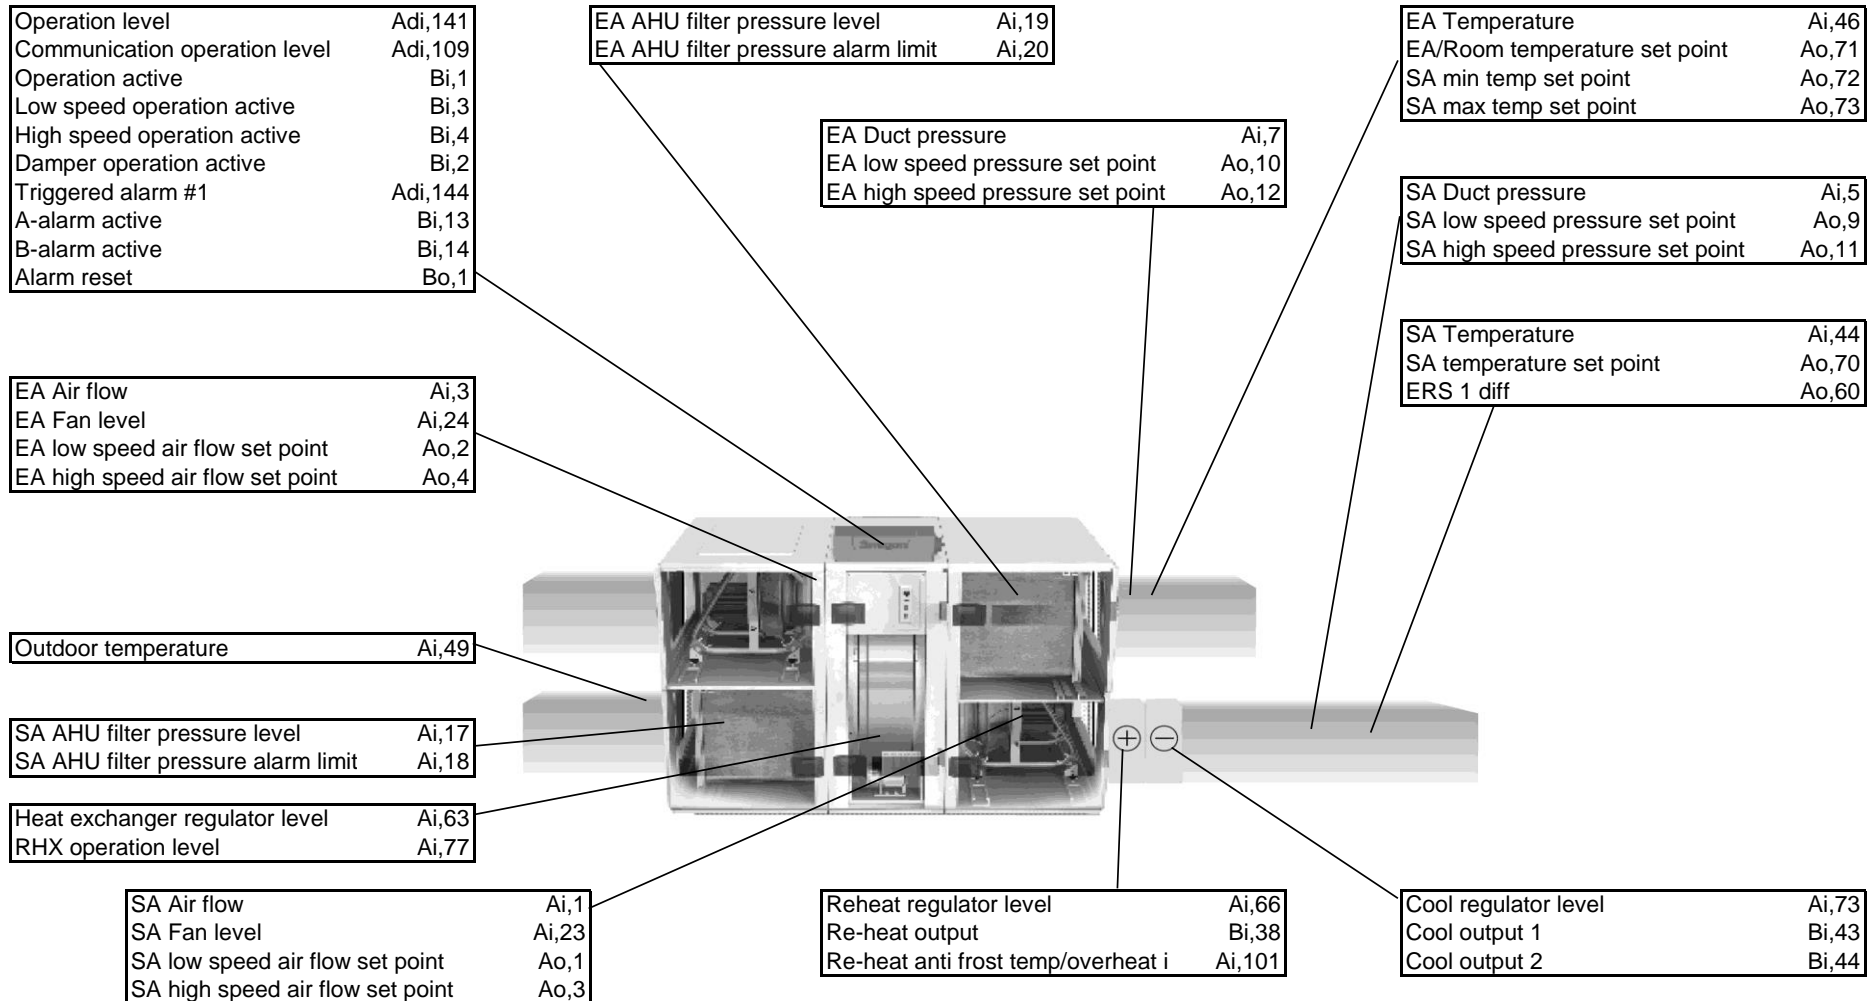 Operation level Adi,141
Communication operation level Adi,109
Operation active Bi,1
Low speed operation active Bi,3
High speed operation active Bi,4
Damper operation active Bi,2
Triggered alarm #1 Adi,144
A-alarm active Bi,13
B-alarm active Bi,14
Alarm reset Bo,1
EA AHU filter pressure level Ai,19
EA AHU filter pressure alarm limit Ai,20
EA Temperature Ai,46
EA/Room temperature set point Ao,71
SA min temp set point Ao,72
SA max temp set point Ao,73
EA Duct pressure Ai,7
EA low speed pressure set point Ao,10
EA high speed pressure set point Ao,12
SA Duct pressure Ai,5
SA low speed pressure set point Ao,9
SA high speed pressure set point Ao,11
SA Temperature Ai,44
SA temperature set point Ao,70
ERS 1 diff Ao,60
EA Air flow Ai,3
EA Fan level Ai,24
EA low speed air flow set point Ao,2
EA high speed air flow set point Ao,4
Outdoor temperature Ai,49
SA AHU filter pressure level Ai,17
SA AHU filter pressure alarm limit Ai,18
Heat exchanger regulator level Ai,63
RHX operation level Ai,77
SA Air flow Ai,1
SA Fan level Ai,23
SA low speed air flow set point Ao,1
SA high speed air flow set point Ao,3
Reheat regulator level Ai,66
Re-heat output Bi,38
Re-heat anti frost temp/overheat i Ai,101
Cool regulator level Ai,73
Cool output 1 Bi,43
Cool output 2 Bi,44